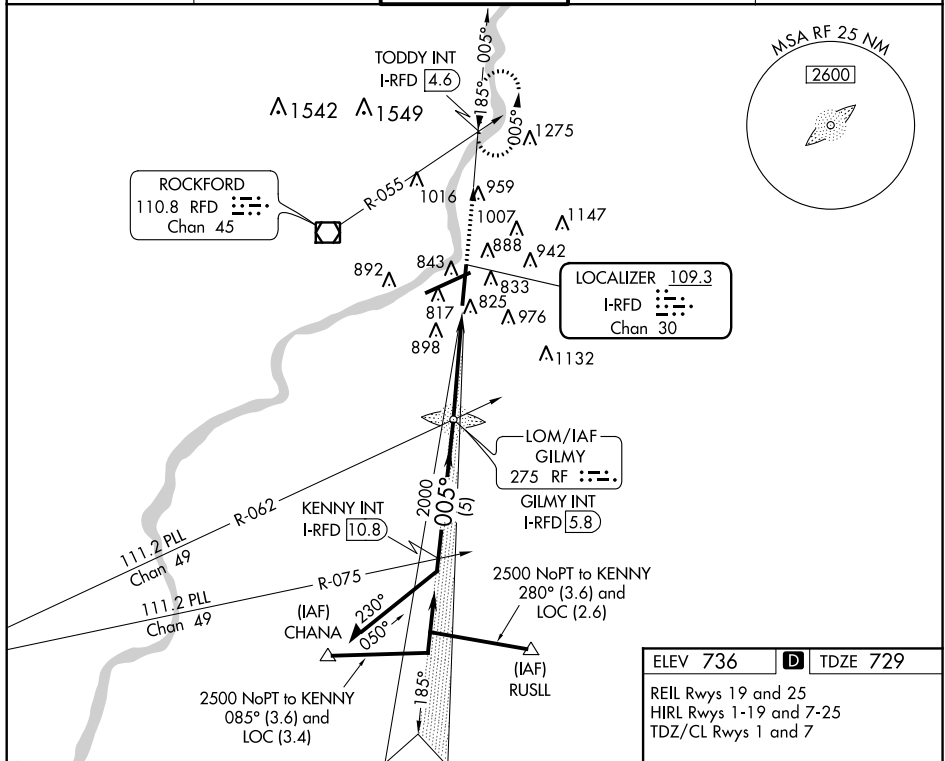 MSA RF 25 NM
2600
TODDY INT
I-RFD 4.6
005°
185°
005°
1542
1549
1275
ROCKFORD
110.8 RFD
Chan 45
R-055
1016
959
1007
1147
888
942
843
892
833
817
825
976
898
1132
LOCALIZER 109.3
I-RFD
Chan 30
LOM/IAF
GILMY
275 RF
GILMY INT
I-RFD 5.8
2000
005°
(5)
KENNY INT
I-RFD 10.8
R-062
111.2 PLL
Chan 49
R-075
111.2 PLL
Chan 49
230°
050°
(IAF)
CHANA
2500 NoPT to KENNY
280° (3.6) and
LOC (2.6)
(IAF)
RUSLL
185°
2500 NoPT to KENNY
085° (3.6) and
LOC (3.4)
ELEV 736 D TDZE 729
REIL Rwys 19 and 25
HIRL Rwys 1-19 and 7-25
TDZ/CL Rwys 1 and 7